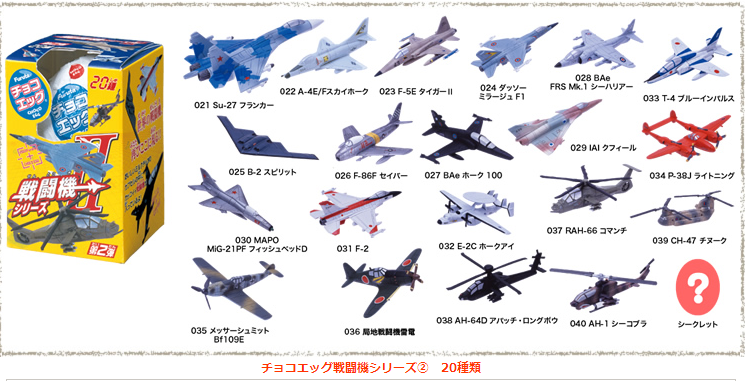 Furuta
チョコ
エッグ
20種
チョコ
エッグ
戦闘機
シリーズ
II
第2弾
021 Su-27 フランカー
022 A-4E/Fスカイホーク
023 F-5E タイガーⅡ
024 ダッソー
ミラージュ F1
028 BAe
FRS Mk.1 シーハリアー
033 T-4 ブルーインパルス
025 B-2 スピリット
026 F-86F セイバー
027 BAe ホーク 100
029 IAI クフィール
034 P-38J ライトニング
030 MAPO
MiG-21PF フィッシュベッドD
031 F-2
032 E-2C ホークアイ
037 RAH-66 コマンチ
039 CH-47 チヌーク
035 メッサーシュミット
Bf109E
036 局地戦闘機雷電
038 AH-64D アパッチ・ロングボウ
040 AH-1 シーコブラ
?
シークレット
チョコエッグ戦闘機シリーズ② 20種類